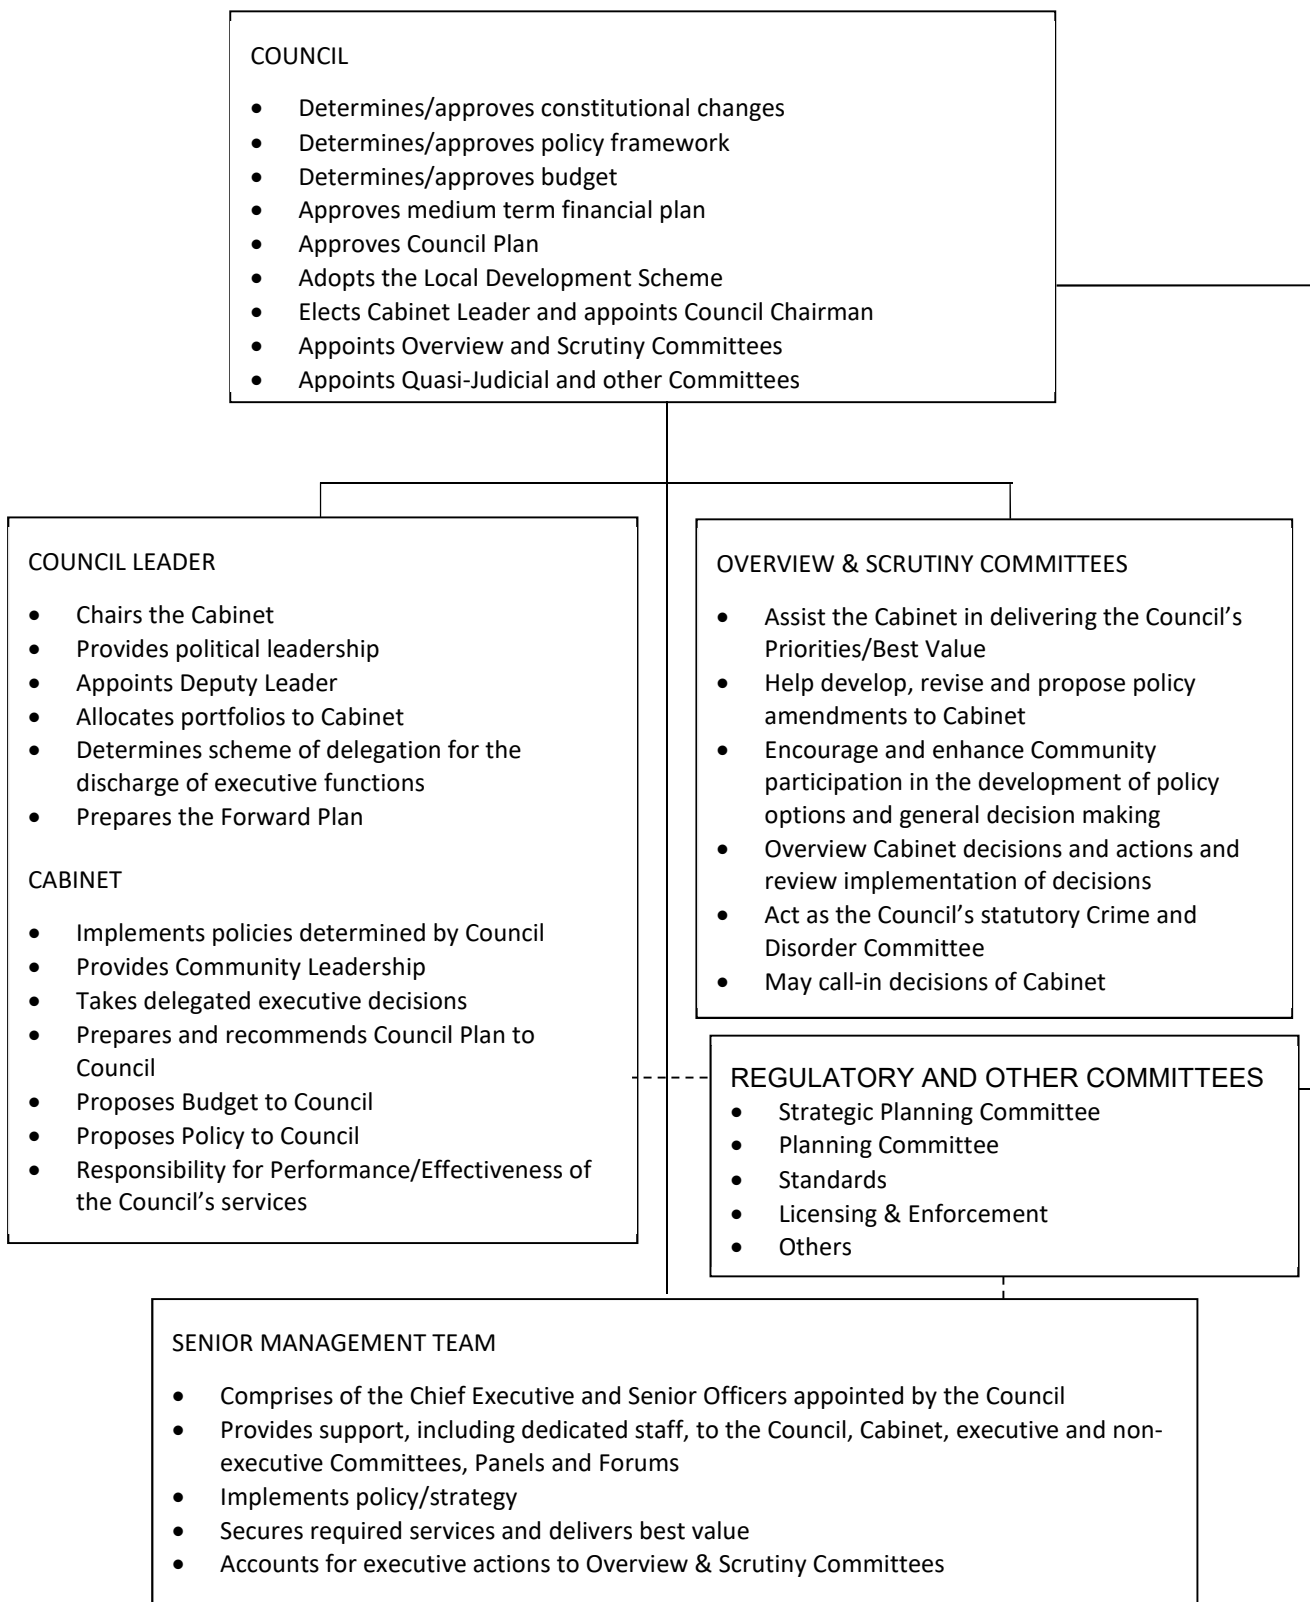 COUNCIL
• Determines/approves constitutional changes
• Determines/approves policy framework
• Determines/approves budget
• Approves medium term financial plan
• Approves Council Plan
• Adopts the Local Development Scheme
• Elects Cabinet Leader and appoints Council Chairman
• Appoints Overview and Scrutiny Committees
• Appoints Quasi-Judicial and other Committees
COUNCIL LEADER
• Chairs the Cabinet
• Provides political leadership
• Appoints Deputy Leader
• Allocates portfolios to Cabinet
• Determines scheme of delegation for the
discharge of executive functions
• Prepares the Forward Plan
CABINET
• Implements policies determined by Council
• Provides Community Leadership
• Takes delegated executive decisions
• Prepares and recommends Council Plan to
Council
• Proposes Budget to Council
• Proposes Policy to Council
• Responsibility for Performance/Effectiveness of
the Council’s services
OVERVIEW & SCRUTINY COMMITTEES
• Assist the Cabinet in delivering the Council’s
Priorities/Best Value
• Help develop, revise and propose policy
amendments to Cabinet
• Encourage and enhance Community
participation in the development of policy
options and general decision making
• Overview Cabinet decisions and actions and
review implementation of decisions
• Act as the Council’s statutory Crime and
Disorder Committee
• May call-in decisions of Cabinet
REGULATORY AND OTHER COMMITTEES
• Strategic Planning Committee
• Planning Committee
• Standards
• Licensing & Enforcement
• Others
SENIOR MANAGEMENT TEAM
• Comprises of the Chief Executive and Senior Officers appointed by the Council
• Provides support, including dedicated staff, to the Council, Cabinet, executive and non-
executive Committees, Panels and Forums
• Implements policy/strategy
• Secures required services and delivers best value
• Accounts for executive actions to Overview & Scrutiny Committees